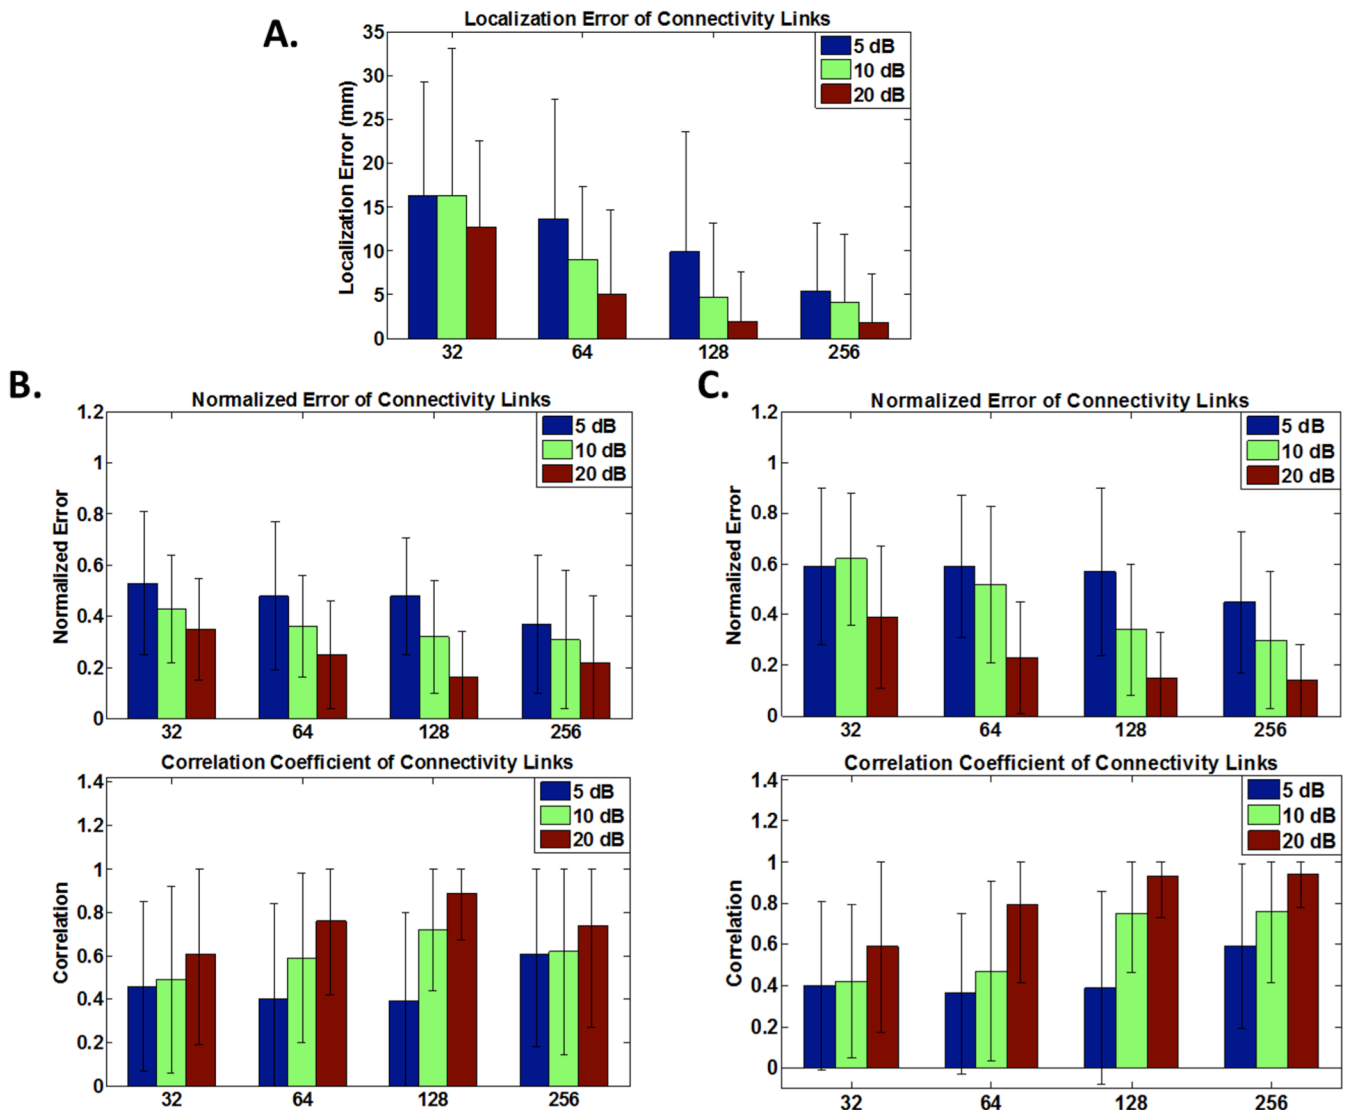 A.
Localization Error of Connectivity Links
35
30
25
20
15
10
5
0
Localization Error (mm)
5 dB
10 dB
20 dB
32 64 128 256
B.
Normalized Error of Connectivity Links
1.2
1
0.8
0.6
0.4
0.2
0
Normalized Error
5 dB
10 dB
20 dB
32 64 128 256
Correlation Coefficient of Connectivity Links
1.4
1.2
1
0.8
0.6
0.4
0.2
0
Correlation
5 dB
10 dB
20 dB
32 64 128 256
C.
Normalized Error of Connectivity Links
1.2
1
0.8
0.6
0.4
0.2
0
Normalized Error
5 dB
10 dB
20 dB
32 64 128 256
Correlation Coefficient of Connectivity Links
1.4
1.2
1
0.8
0.6
0.4
0.2
0
Correlation
5 dB
10 dB
20 dB
32 64 128 256